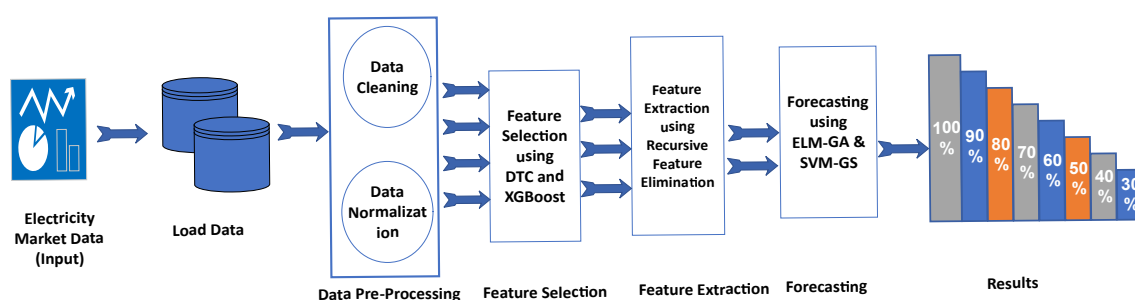 Electricity
Market Data
(Input)
Load Data
Data
Cleaning
Data
Normalizat
ion
Data Pre-Processing
Feature
Selection
using
DTC and
XGBoost
Feature Selection
Feature
Extraction
using
Recursive
Feature
Elimination
Feature Extraction
Forecasting
using
ELM-GA &
SVM-GS
Forecasting
100
%
90
%
80
%
70
%
60
%
50
%
40
%
30
%
Results